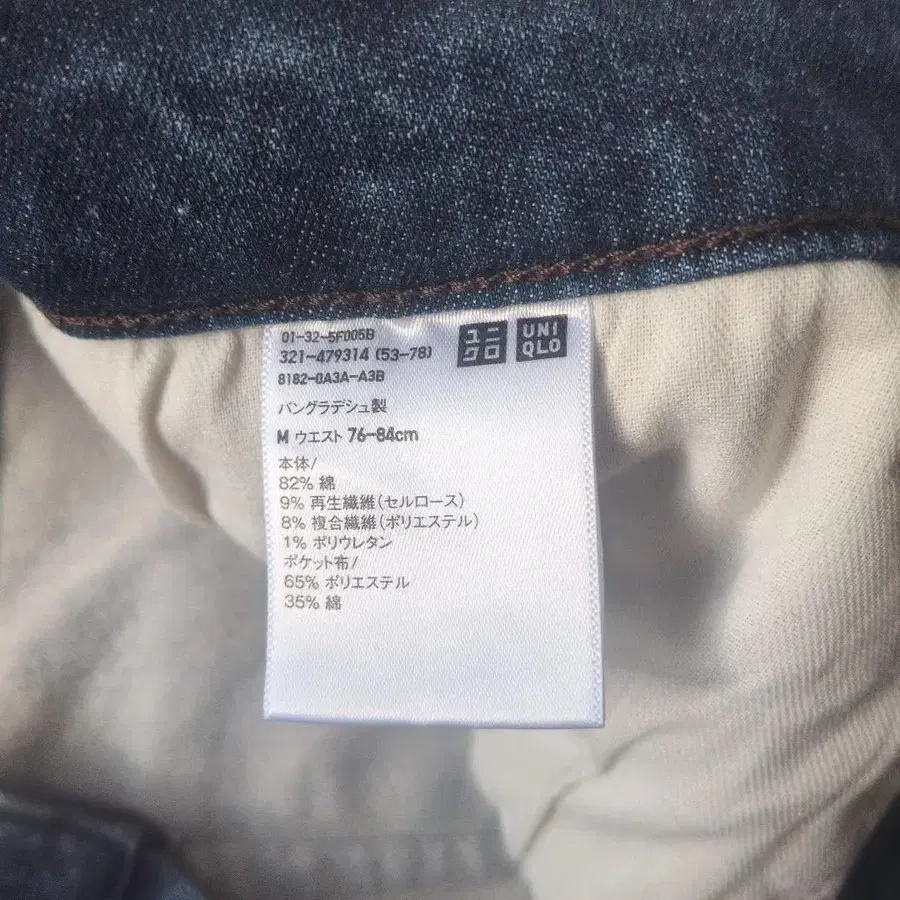 01-32-5F005B
321-479314 (53-78)
8182-0A3A-A3B
ユニ
クロ
UNI
QLO
バングラデシュ製
M ウエスト 76-84cm
本体/
82% 綿
9% 再生繊維(セルロース)
8% 複合繊維(ポリエステル)
1% ポリウレタン
ポケット布/
65% ポリエステル
35% 綿